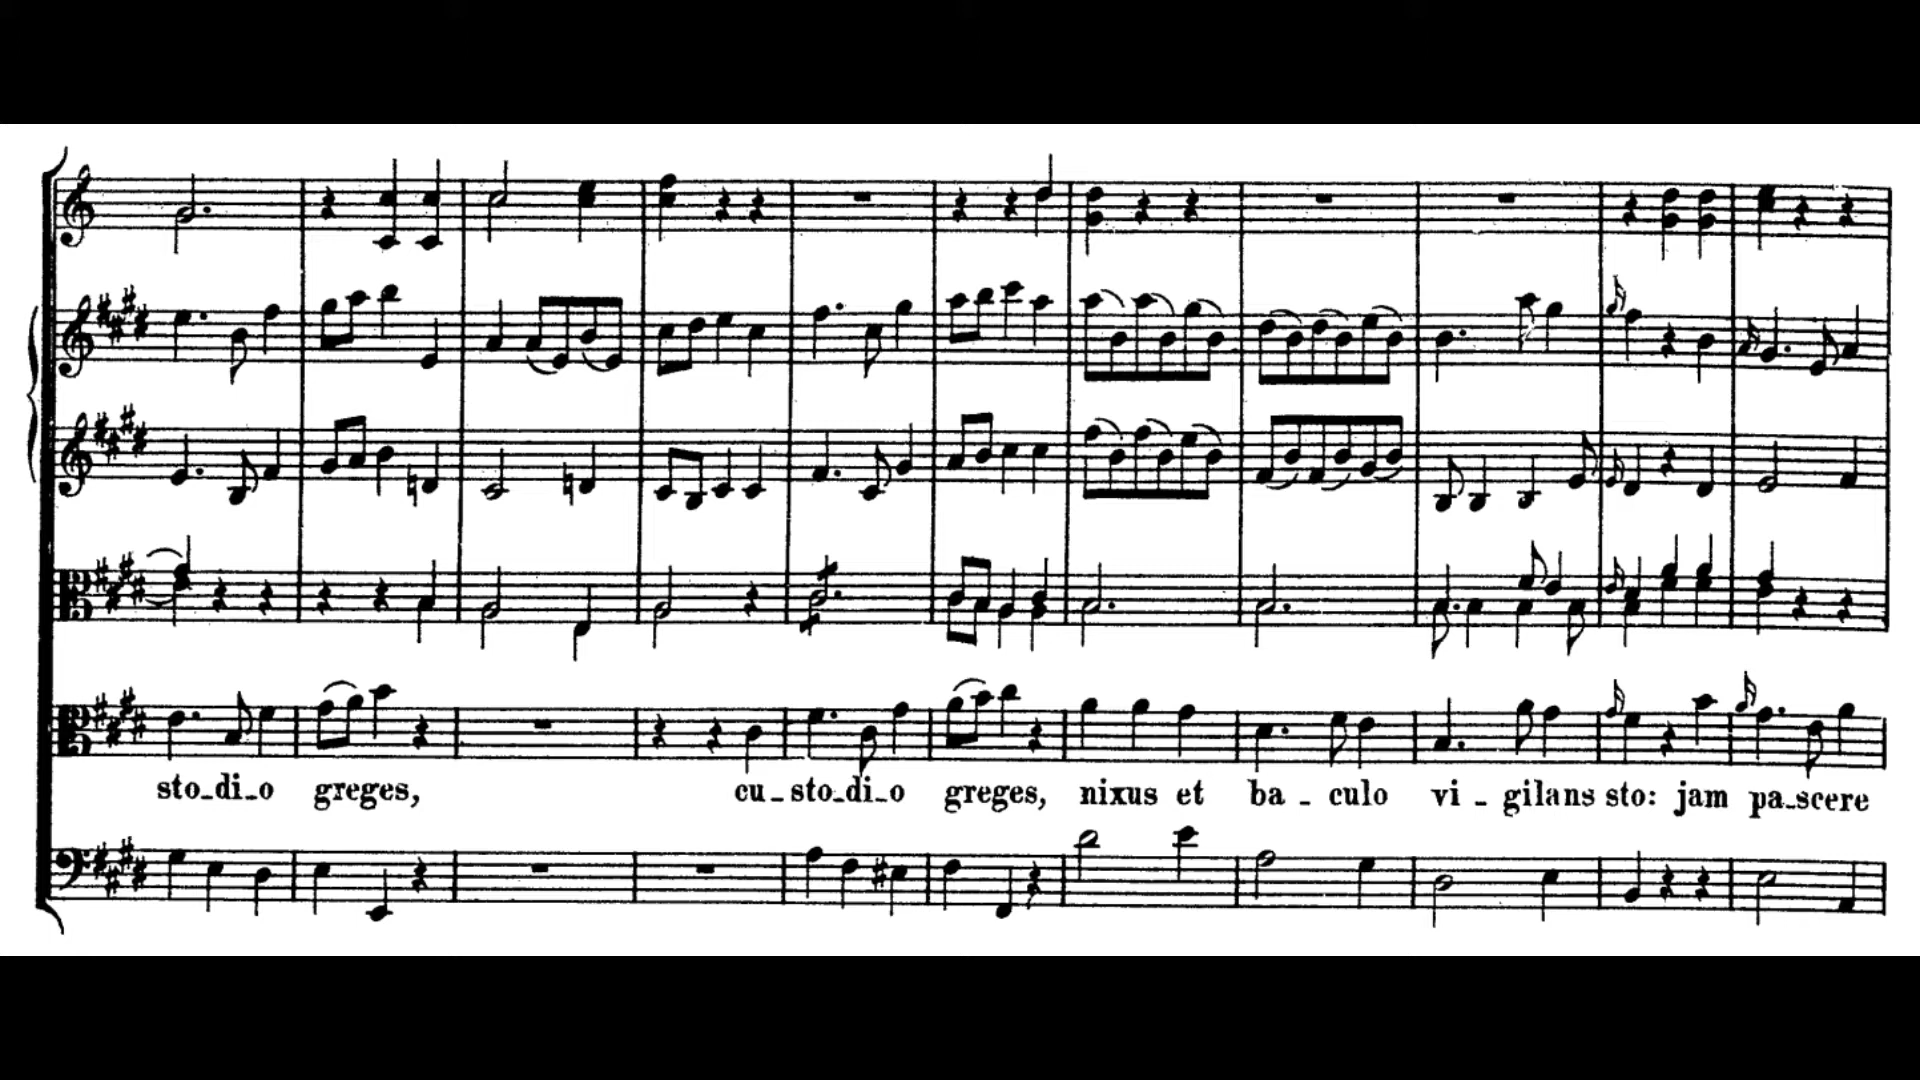 sto_di_o greges, cu_sto_di_o greges, nixus et ba_culo vi_gilans sto: jam pa_scere